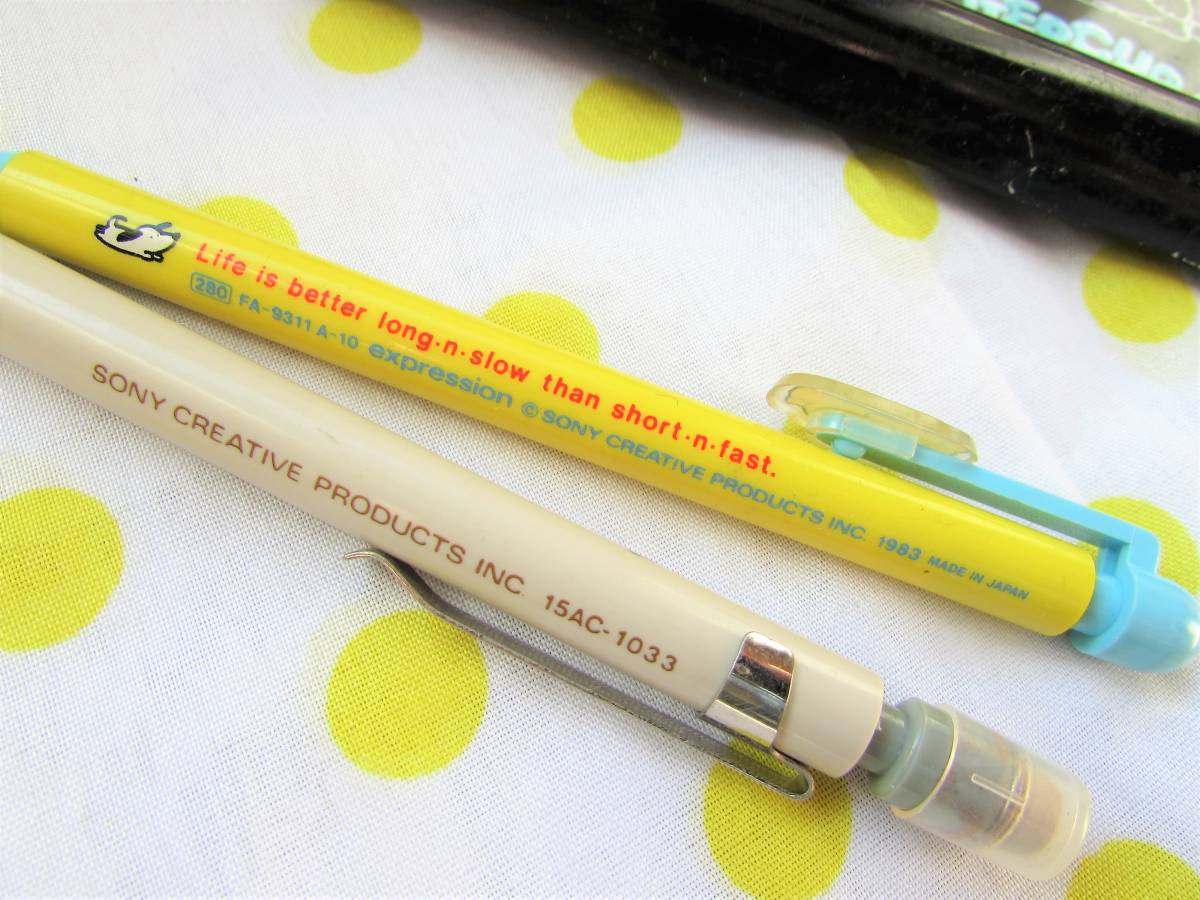 Life is better long·n·slow than short·n·fast.
280 FA-9311 A-10 expression © SONY CREATIVE PRODUCTS INC. 1983 MADE IN JAPAN
SONY CREATIVE PRODUCTS INC. 15AC-1033